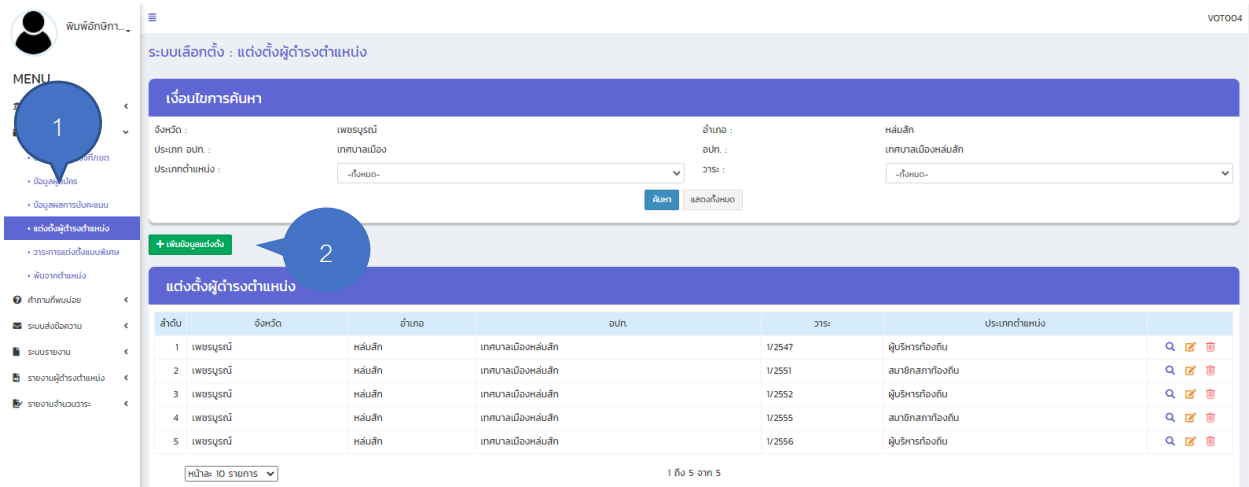 พิมพ์อักษิกา...
VOT004
ระบบเลือกตั้ง : แต่งตั้งผู้ดำรงตำแหน่ง
MENU
1
เงื่อนไขการค้นหา
จังหวัด : เพชรบูรณ์ อำเภอ : หล่มสัก
ประเภท อปท. : เทศบาลเมือง อปท. : เทศบาลเมืองหล่มสัก
ประเภทตำแหน่ง : -ทั้งหมด- วาระ : -ทั้งหมด-
ค้นหา แสดงทั้งหมด
• ข้อมูลผู้สมัคร
• ข้อมูลผลการนับคะแนน
• แต่งตั้งผู้ดำรงตำแหน่ง
• วาระการแต่งตั้งแบบพิเศษ
• พ้นจากตำแหน่ง
คำถามที่พบบ่อย
ระบบส่งข้อความ
ระบบรายงาน
รายงานผู้ดำรงตำแหน่ง
รายงานจำนวนวาระ
+ เพิ่มข้อมูลแต่งตั้ง
2
แต่งตั้งผู้ดำรงตำแหน่ง
ลำดับ จังหวัด อำเภอ อปท. วาระ ประเภทตำแหน่ง
1 เพชรบูรณ์ หล่มสัก เทศบาลเมืองหล่มสัก 1/2547 ผู้บริหารท้องถิ่น
2 เพชรบูรณ์ หล่มสัก เทศบาลเมืองหล่มสัก 1/2551 สมาชิกสภาท้องถิ่น
3 เพชรบูรณ์ หล่มสัก เทศบาลเมืองหล่มสัก 1/2552 ผู้บริหารท้องถิ่น
4 เพชรบูรณ์ หล่มสัก เทศบาลเมืองหล่มสัก 1/2555 สมาชิกสภาท้องถิ่น
5 เพชรบูรณ์ หล่มสัก เทศบาลเมืองหล่มสัก 1/2556 ผู้บริหารท้องถิ่น
หน้าละ 10 รายการ
1 ถึง 5 จาก 5